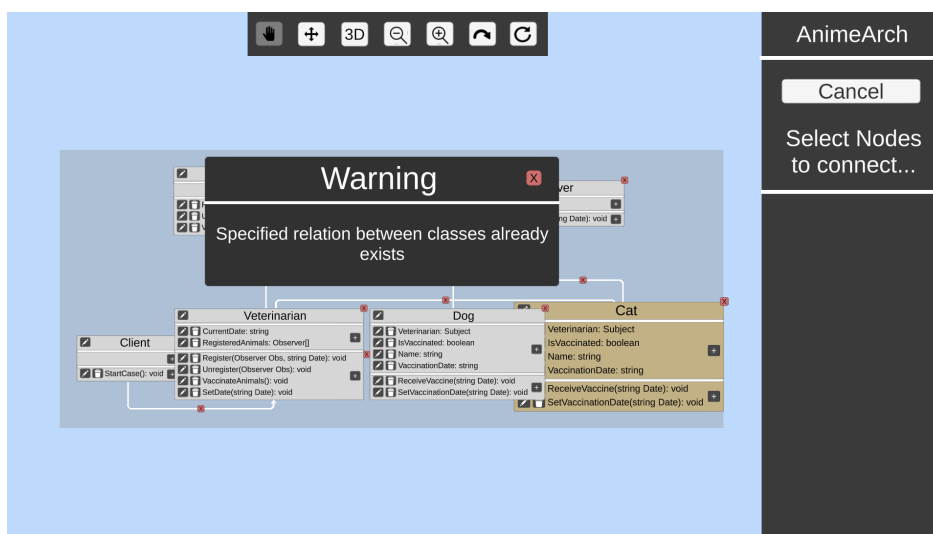 3D
AnimeArch
Cancel
Select Nodes
to connect...
Warning
X
Specified relation between classes already
exists
ver
X
+
ng Date): void
+
X
X
Client
+
StartCase(): void
X
Veterinarian
X
CurrentDate: string
RegisteredAnimals: Observer[]
+
Register(Observer Obs, string Date): void
Unregister(Observer Obs): void
VaccinateAnimals(): void
SetDate(string Date): void
+
X
Dog
X
Veterinarian: Subject
IsVaccinated: boolean
Name: string
VaccinationDate: string
+
ReceiveVaccine(string Date): void
SetVaccinationDate(string Date): void
+
Cat
X
Veterinarian: Subject
IsVaccinated: boolean
Name: string
VaccinationDate: string
+
ReceiveVaccine(string Date): void
SetVaccinationDate(string Date): void
+